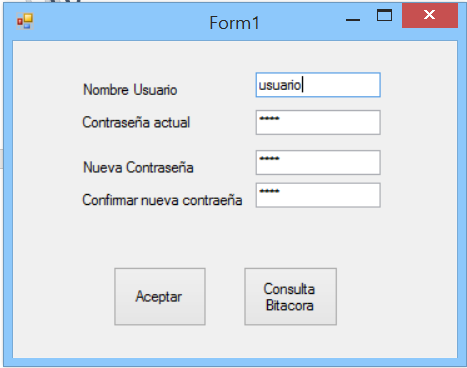 Form1
Nombre Usuario usuario
Contraseña actual ****
Nueva Contraseña ****
Confirmar nueva contraeña ****
Aceptar
Consulta
Bitacora